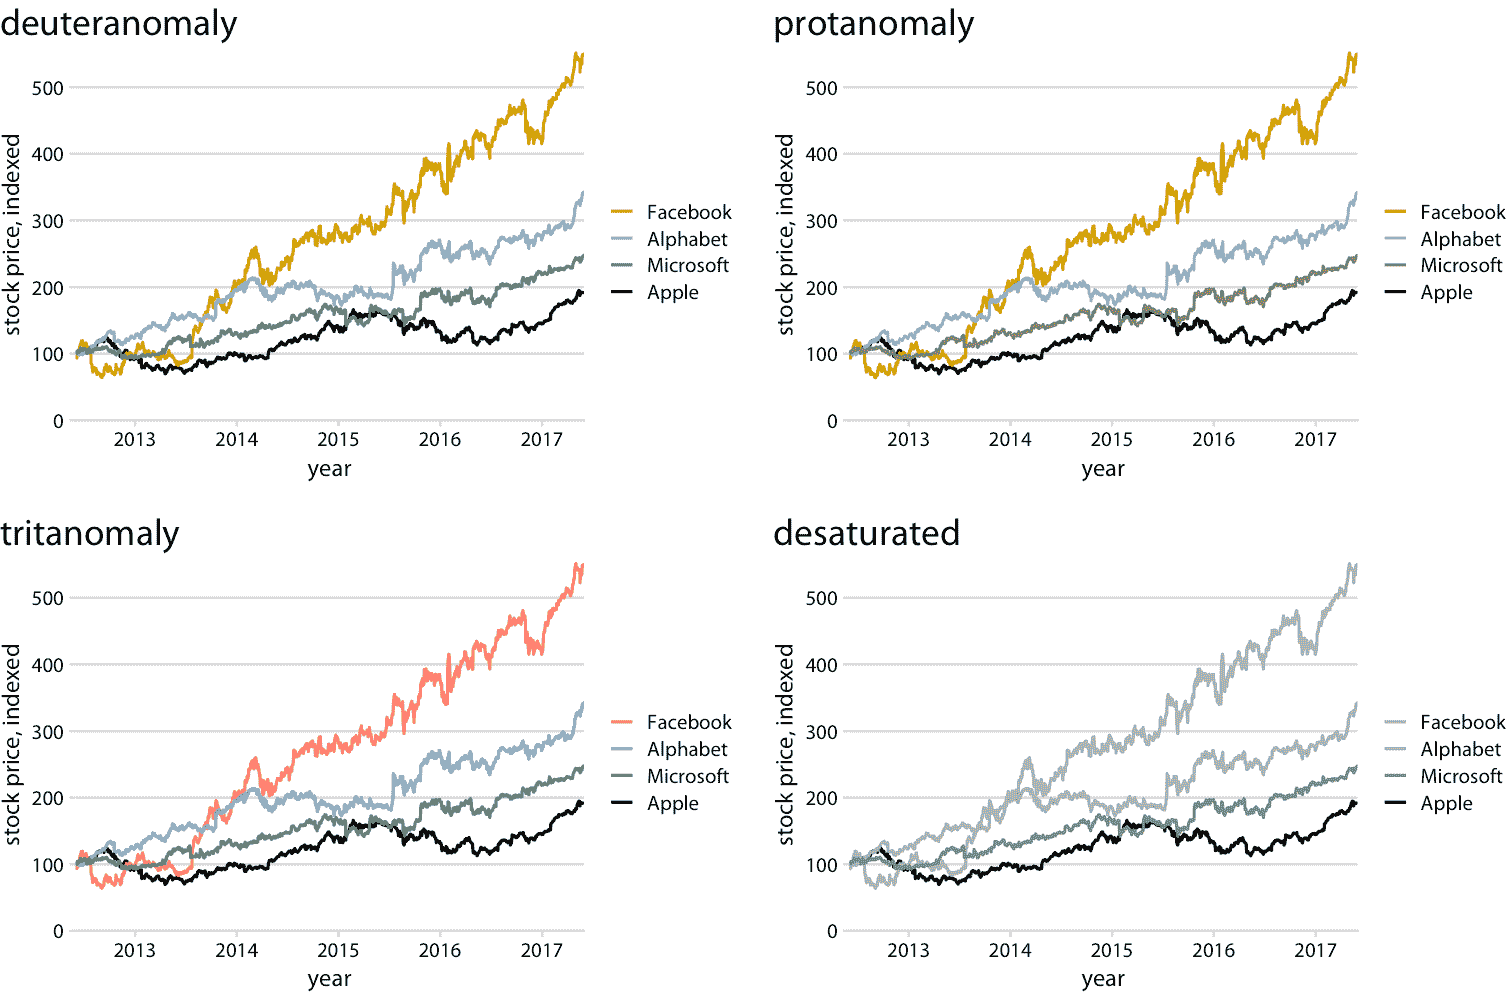 deuteranomaly
stock price, indexed
500
400
300
200
100
0
2013 2014 2015 2016 2017
year
Facebook
Alphabet
Microsoft
Apple
protanomaly
stock price, indexed
500
400
300
200
100
0
2013 2014 2015 2016 2017
year
Facebook
Alphabet
Microsoft
Apple
tritanomaly
stock price, indexed
500
400
300
200
100
0
2013 2014 2015 2016 2017
year
Facebook
Alphabet
Microsoft
Apple
desaturated
stock price, indexed
500
400
300
200
100
0
2013 2014 2015 2016 2017
year
Facebook
Alphabet
Microsoft
Apple